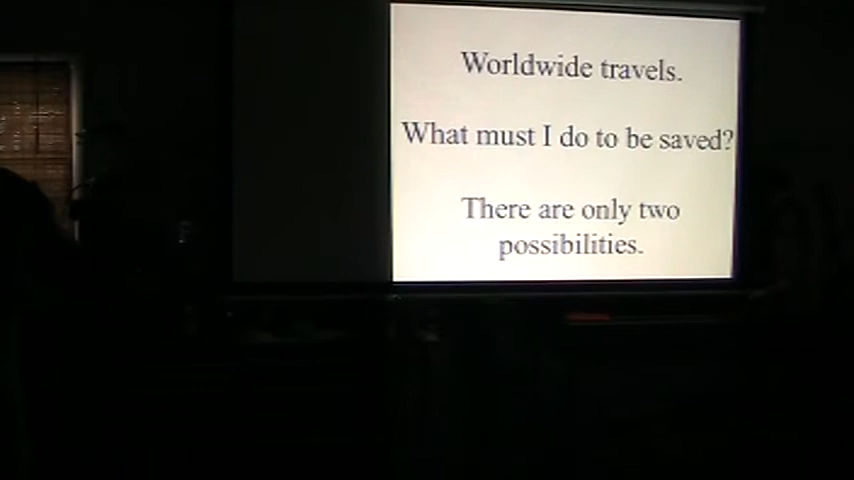 Worldwide travels.
What must I do to be saved?
There are only two
possibilities.